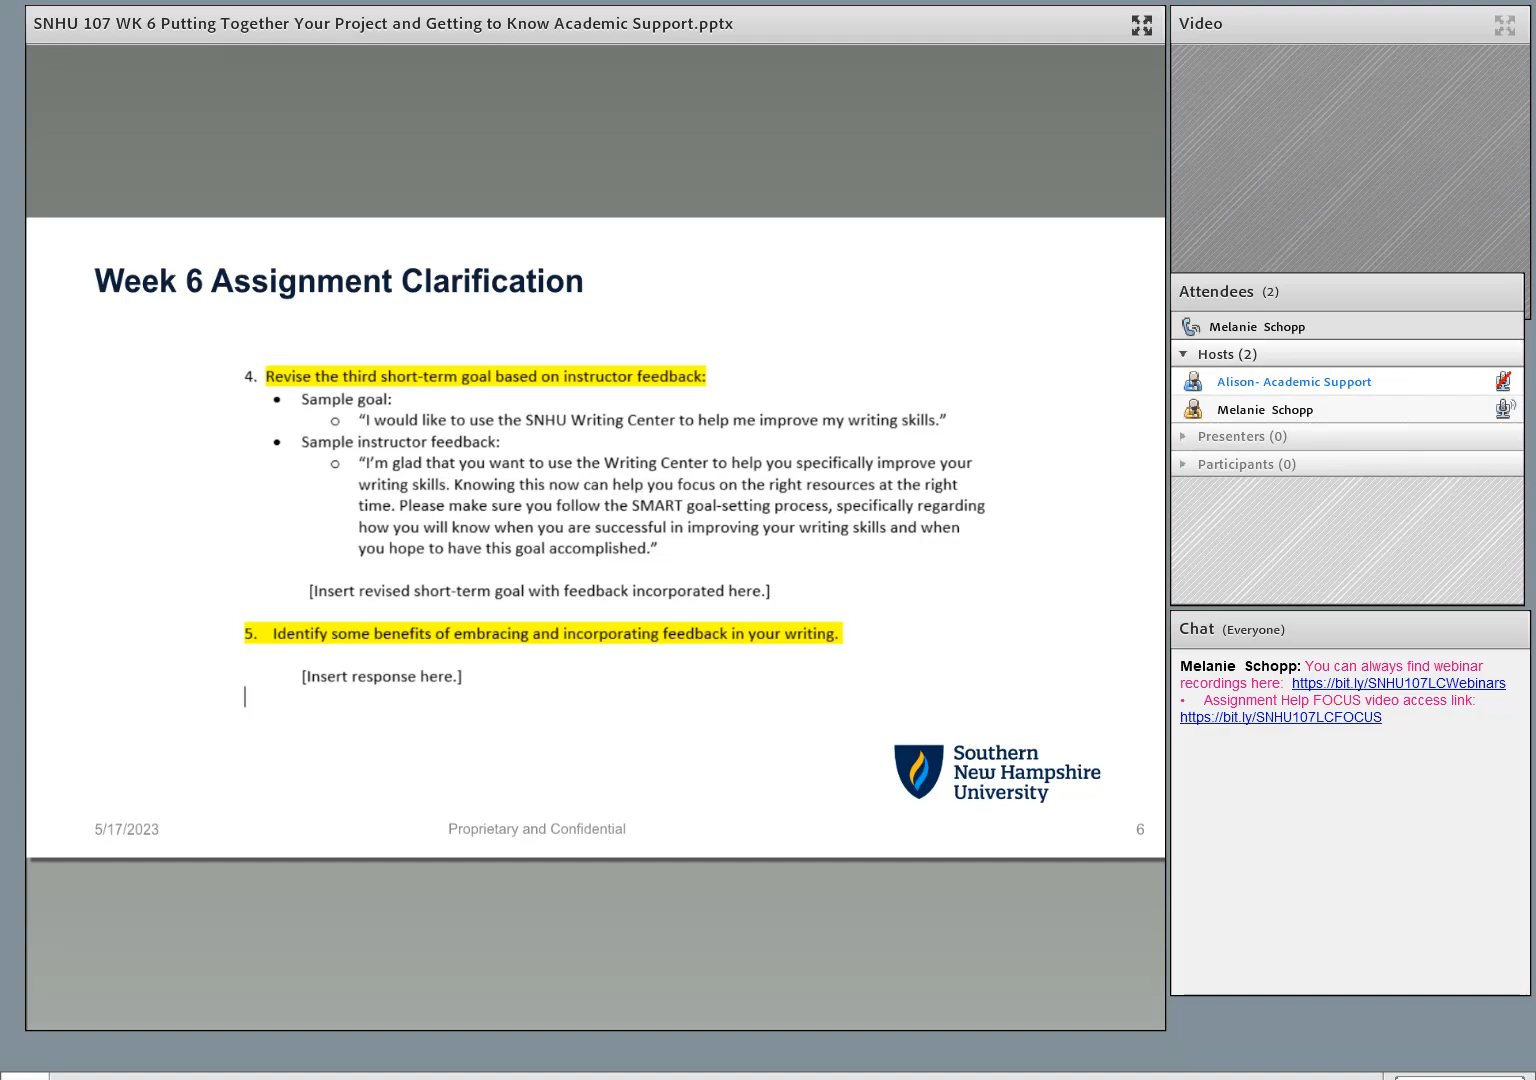 SNHU 107 WK 6 Putting Together Your Project and Getting to Know Academic Support.pptx
Week 6 Assignment Clarification
4. Revise the third short-term goal based on instructor feedback:
• Sample goal:
o “I would like to use the SNHU Writing Center to help me improve my writing skills.”
• Sample instructor feedback:
o “I’m glad that you want to use the Writing Center to help you specifically improve your
writing skills. Knowing this now can help you focus on the right resources at the right
time. Please make sure you follow the SMART goal-setting process, specifically regarding
how you will know when you are successful in improving your writing skills and when
you hope to have this goal accomplished.”
[Insert revised short-term goal with feedback incorporated here.]
5. Identify some benefits of embracing and incorporating feedback in your writing.
[Insert response here.]
Southern
New Hampshire
University
5/17/2023
Proprietary and Confidential
6
Video
Attendees (2)
Melanie Schopp
Hosts (2)
Alison- Academic Support
Melanie Schopp
Presenters (0)
Participants (0)
Chat (Everyone)
Melanie Schopp: You can always find webinar
recordings here: https://bit.ly/SNHU107LCWebinars
• Assignment Help FOCUS video access link:
https://bit.ly/SNHU107LCFOCUS